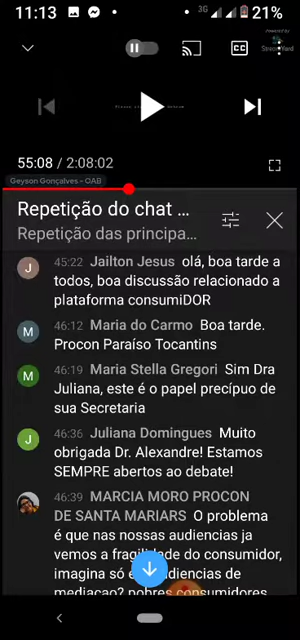 11:13
3G
21%
CC
StreamYard
55:08 / 2:08:02
Geyson Gonçalves - OAB
Repetição do chat ...
Repetição das principa...
J 45:22 Jailton Jesus olá, boa tarde a
todos, boa discussão relacionado a
plataforma consumiDOR
M 46:12 Maria do Carmo Boa tarde.
Procon Paraíso Tocantins
M 46:19 Maria Stella Gregori Sim Dra
Juliana, este é o papel precípuo de
sua Secretaria
J 46:36 Juliana Domingues Muito
obrigada Dr. Alexandre! Estamos
SEMPRE abertos ao debate!
46:39 MARCIA MORO PROCON
DE SANTA MARIARS O problema
é que nas nossas audiencias ja
vemos a fragilidade do consumidor,
imagina só e audiencias de
mediaçao? pobres consumidores